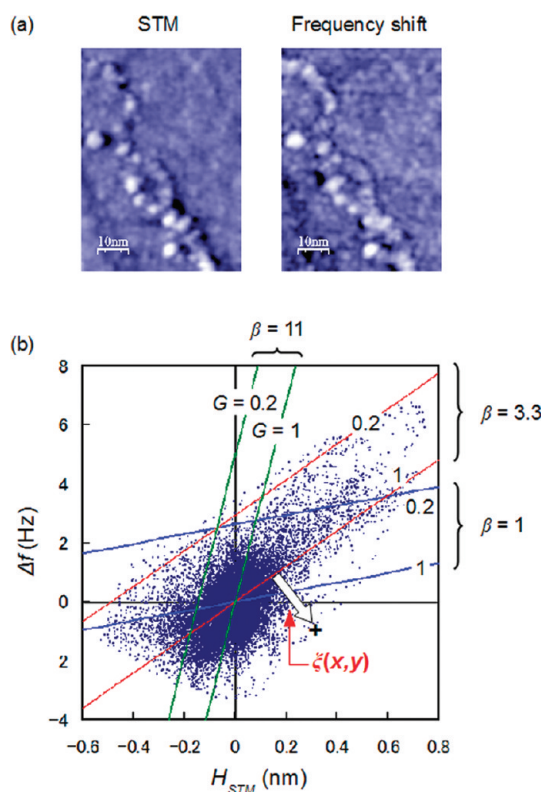 (a)
STM
Frequency shift
10nm
10nm
(b)
β = 11
8
6
4
2
0
−2
−4
Δf (Hz)
G = 0.2
G = 1
0.2
1
0.2
1
β = 3.3
β = 1
ξ(x,y)
−0.6
−0.4
−0.2
0
0.2
0.4
0.6
0.8
H_STM (nm)